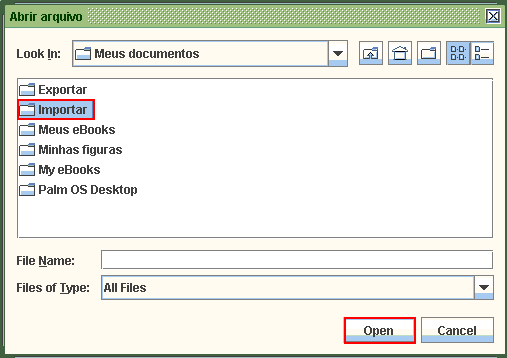 Abrir arquivo
Look In: Meus documentos
Exportar
Importar
Meus eBooks
Minhas figuras
My eBooks
Palm OS Desktop
File Name:
Files of Type: All Files
Open Cancel